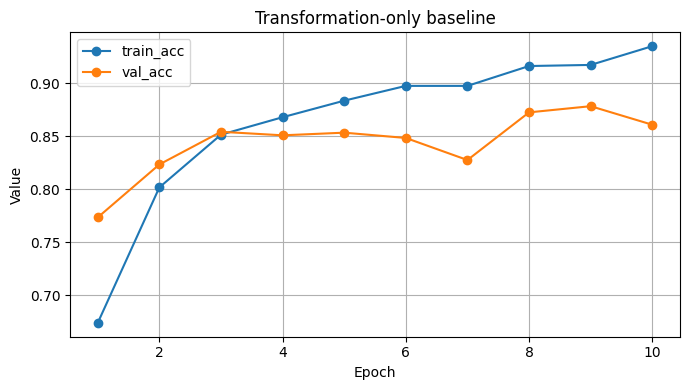 Transformation-only baseline
train_acc
val_acc
0.90
0.85
0.80
0.75
0.70
Value
2 4 6 8 10
Epoch